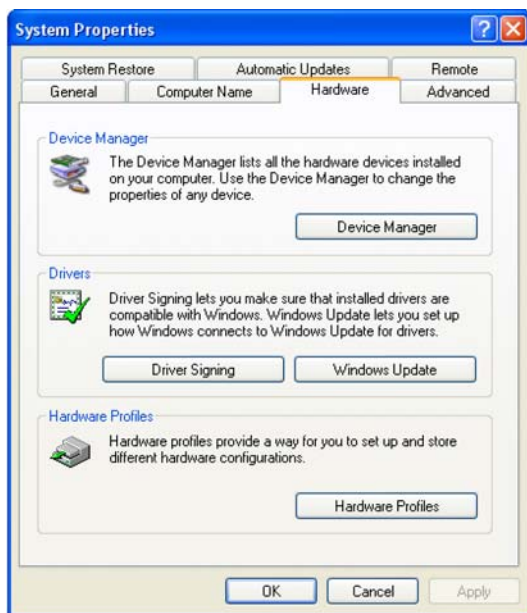 System Properties
System Restore Automatic Updates Remote
General Computer Name Hardware Advanced
Device Manager
The Device Manager lists all the hardware devices installed
on your computer. Use the Device Manager to change the
properties of any device.
Device Manager
Drivers
Driver Signing lets you make sure that installed drivers are
compatible with Windows. Windows Update lets you set up
how Windows connects to Windows Update for drivers.
Driver Signing Windows Update
Hardware Profiles
Hardware profiles provide a way for you to set up and store
different hardware configurations.
Hardware Profiles
OK Cancel Apply